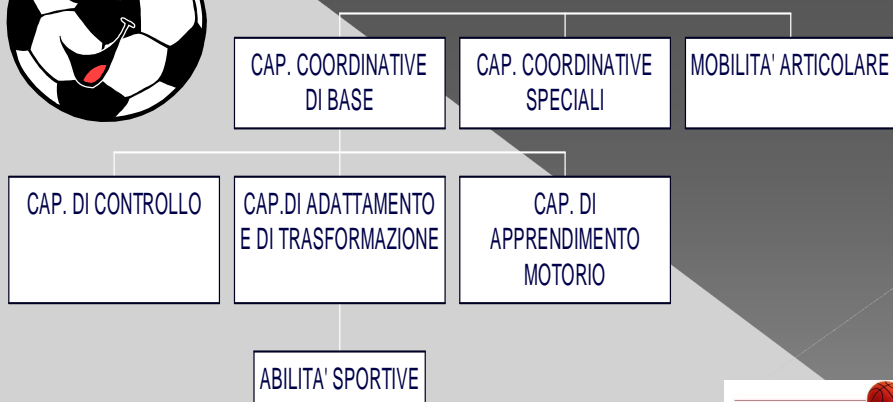 CAP. COORDINATIVE
DI BASE
CAP. COORDINATIVE
SPECIALI
MOBILITA' ARTICOLARE
CAP. DI CONTROLLO
CAP.DI ADATTAMENTO
E DI TRASFORMAZIONE
CAP. DI
APPRENDIMENTO
MOTORIO
ABILITA' SPORTIVE